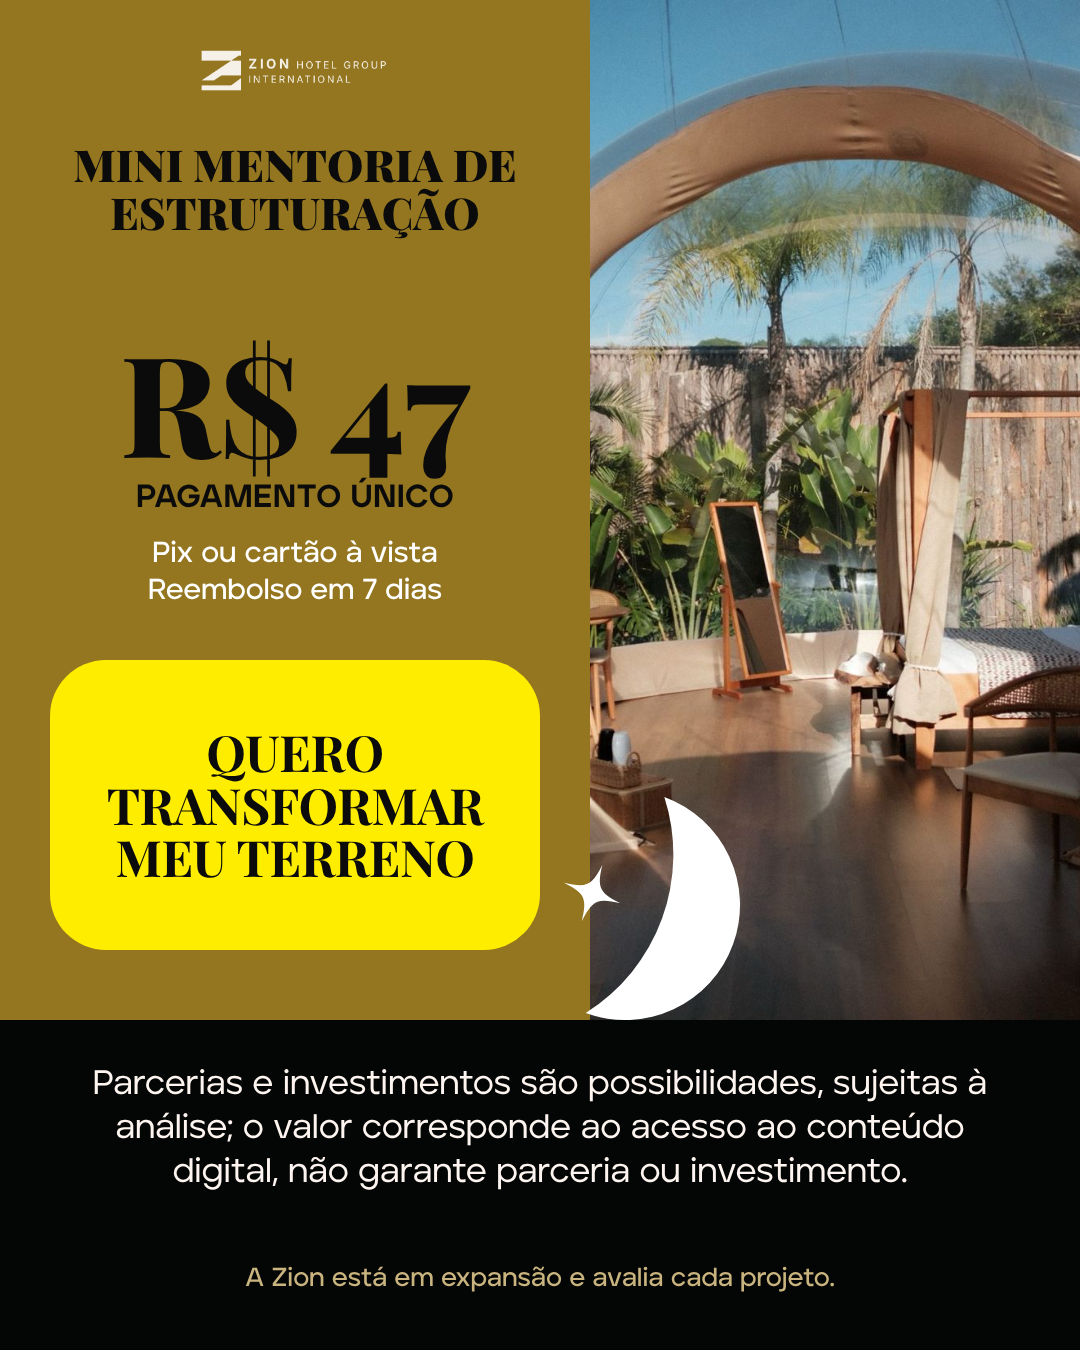 ZION HOTEL GROUP
INTERNATIONAL
MINI MENTORIA DE
ESTRUTURAÇÃO
R$ 47
PAGAMENTO ÚNICO
Pix ou cartão à vista
Reembolso em 7 dias
QUERO
TRANSFORMAR
MEU TERRENO
Parcerias e investimentos são possibilidades, sujeitas à
análise; o valor corresponde ao acesso ao conteúdo
digital, não garante parceria ou investimento.
A Zion está em expansão e avalia cada projeto.